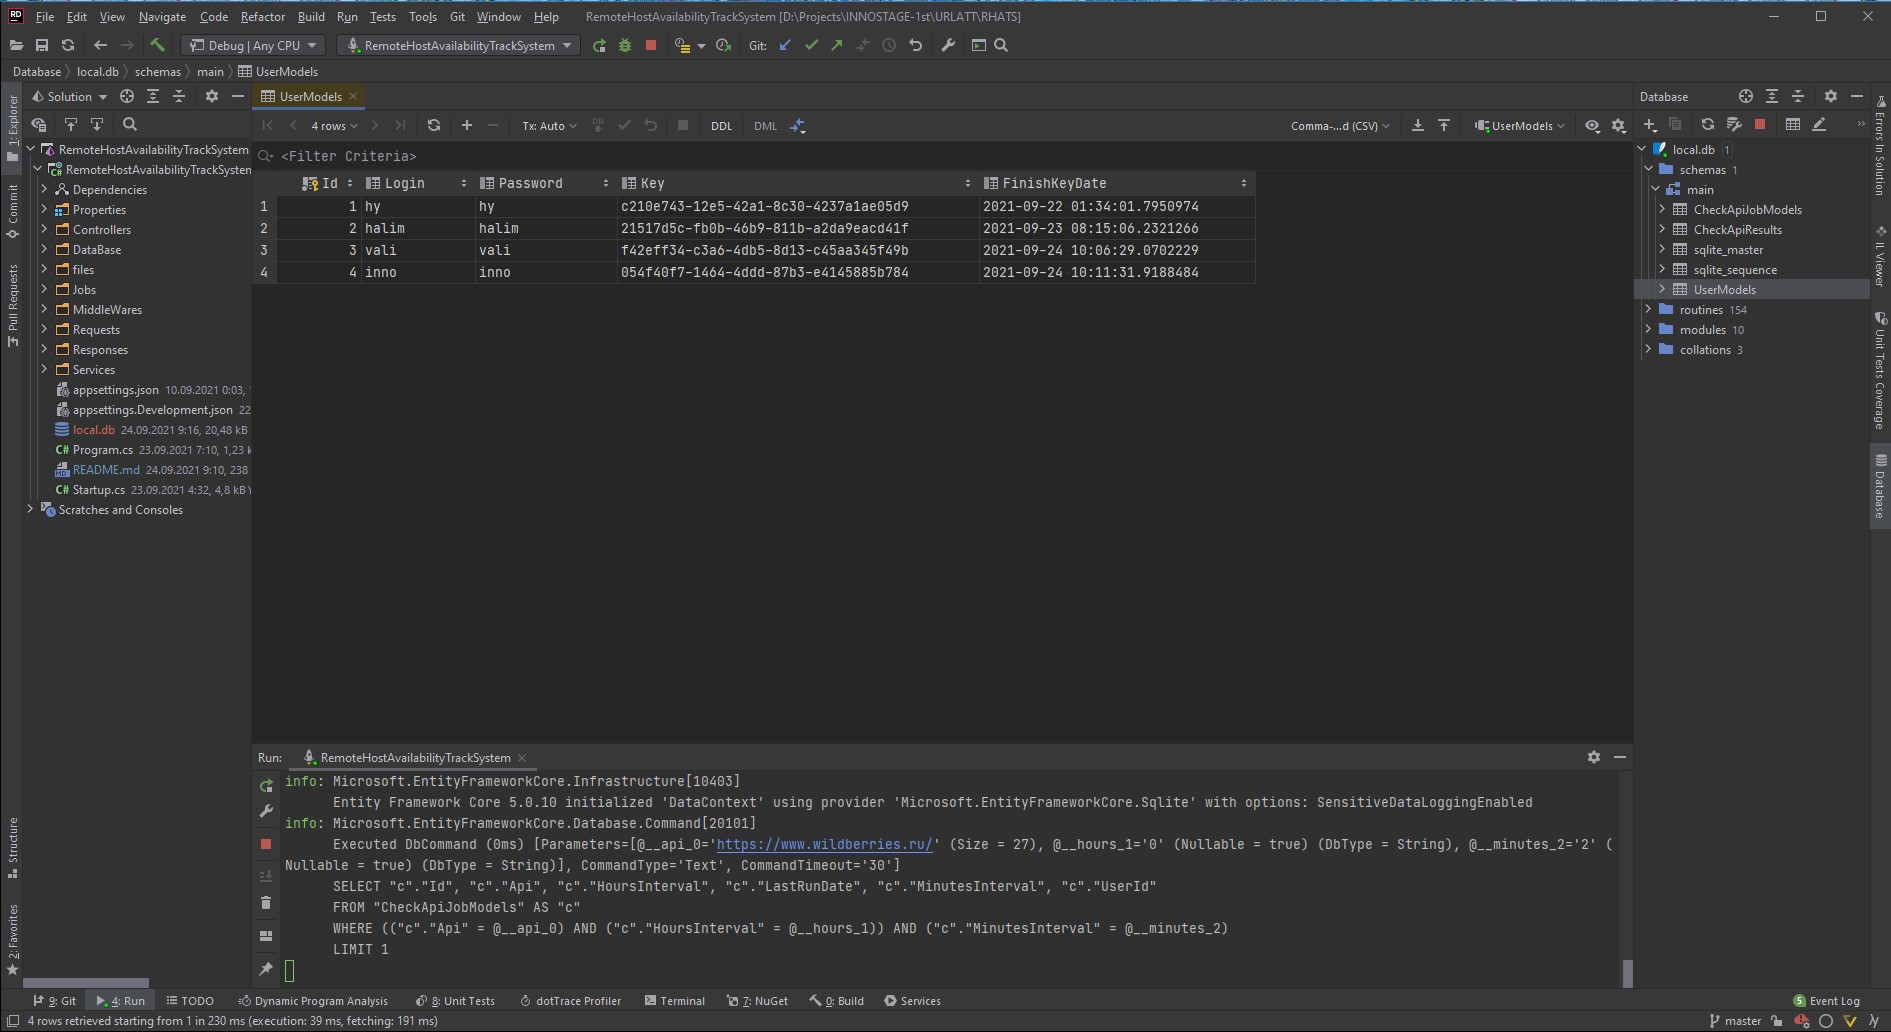 File Edit View Navigate Code Refactor Build Run Tests Tools Git Window Help RemoteHostAvailabilityTrackSystem [D:\Projects\INNOSTAGE-1st\URLATT\RHATS]
Debug | Any CPU RemoteHostAvailabilityTrackSystem Git:
Database local.db schemas main UserModels
1: Explorer
Commit
Pull Requests
Structure
2: Favorites
Solution
RemoteHostAvailabilityTrackSystem
RemoteHostAvailabilityTrackSystem
Dependencies
Properties
Controllers
DataBase
files
Jobs
MiddleWares
Requests
Responses
Services
appsettings.json 10.09.2021 0:03,
appsettings.Development.json 22
local.db 24.09.2021 9:16, 20,48 kB
C# Program.cs 23.09.2021 7:10, 1,23 k
README.md 24.09.2021 9:10, 238
C# Startup.cs 23.09.2021 4:32, 4,8 kB
Scratches and Consoles
UserModels
4 rows Tx: Auto DDL DML Comma-...d (CSV) UserModels
<Filter Criteria>
Id Login Password Key FinishKeyDate
1 1 hy hy c210e743-12e5-42a1-8c30-4237a1ae05d9 2021-09-22 01:34:01.7950974
2 2 halim halim 21517d5c-fb0b-46b9-811b-a2da9eacd41f 2021-09-23 08:15:06.2321266
3 3 vali vali f42eff34-c3a6-4db5-8d13-c45aa345f49b 2021-09-24 10:06:29.0702229
4 4 inno inno 054f40f7-1464-4ddd-87b3-e4145885b784 2021-09-24 10:11:31.9188484
Database
local.db 1
schemas 1
main
CheckApiJobModels
CheckApiResults
sqlite_master
sqlite_sequence
UserModels
routines 154
modules 10
collations 3
Errors In Solution
IL Viewer
Unit Tests Coverage
Database
Run: RemoteHostAvailabilityTrackSystem
info: Microsoft.EntityFrameworkCore.Infrastructure[10403]
Entity Framework Core 5.0.10 initialized 'DataContext' using provider 'Microsoft.EntityFrameworkCore.Sqlite' with options: SensitiveDataLoggingEnabled
info: Microsoft.EntityFrameworkCore.Database.Command[20101]
Executed DbCommand (0ms) [Parameters=[@__api_0='https://www.wildberries.ru/' (Size = 27), @__hours_1='0' (Nullable = true) (DbType = String), @__minutes_2='2' (
Nullable = true) (DbType = String)], CommandType='Text', CommandTimeout='30']
SELECT "c"."Id", "c"."Api", "c"."HoursInterval", "c"."LastRunDate", "c"."MinutesInterval", "c"."UserId"
FROM "CheckApiJobModels" AS "c"
WHERE (("c"."Api" = @__api_0) AND ("c"."HoursInterval" = @__hours_1)) AND ("c"."MinutesInterval" = @__minutes_2)
LIMIT 1
9: Git 4: Run TODO Dynamic Program Analysis 8: Unit Tests dotTrace Profiler Terminal 7: NuGet 0: Build Services 5 Event Log
4 rows retrieved starting from 1 in 230 ms (execution: 39 ms, fetching: 191 ms) master